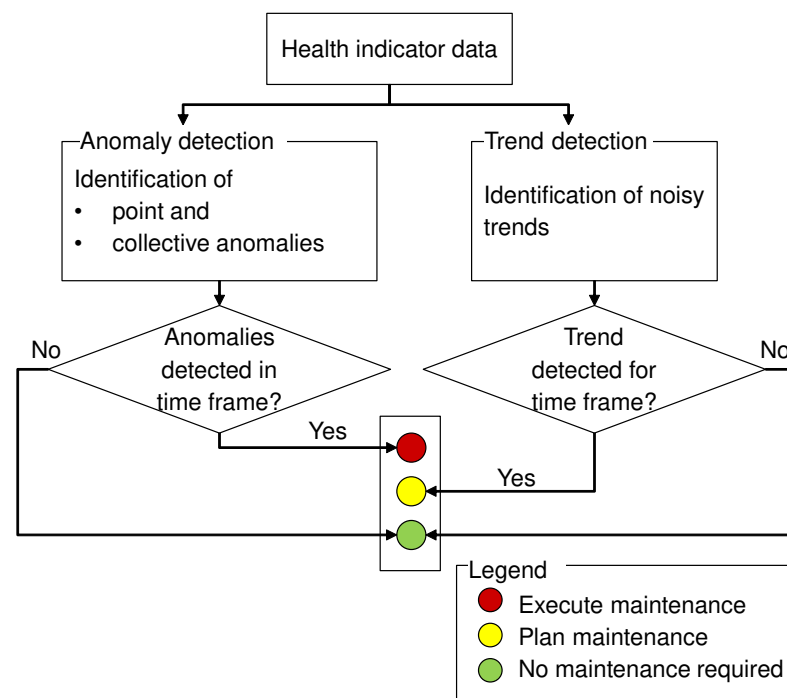 Health indicator data
Anomaly detection
Identification of
• point and
• collective anomalies
Trend detection
Identification of noisy
trends
No
Anomalies
detected in
time frame?
Yes
Trend
detected for
time frame?
No
Yes
Legend
Execute maintenance
Plan maintenance
No maintenance required